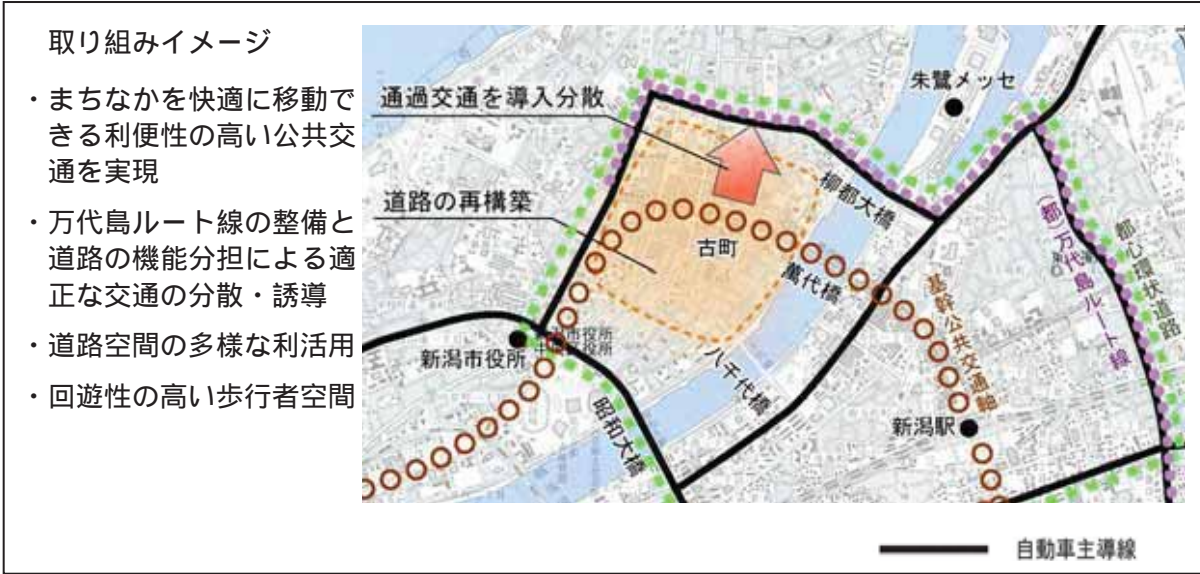 取り組みイメージ
・まちなかを快適に移動で
きる利便性の高い公共交
通を実現
・万代島ルート線の整備と
道路の機能分担による適
正な交通の分散・誘導
・道路空間の多様な利活用
・回遊性の高い歩行者空間
通過交通を導入分散
道路の再構築
朱鷺メッセ
柳都大橋
古町
萬代橋
(都)万代島ルート線
都心環状道路
基幹公共交通軸
新潟市役所
八千代橋
昭和大橋
新潟駅
自動車主導線